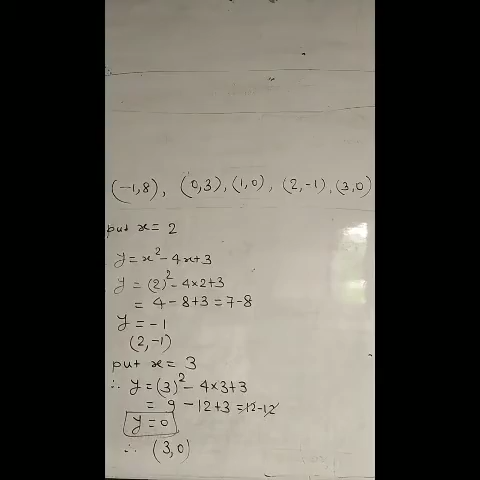 (-1,8), (0,3), (1,0), (2,-1), (3,0)
put x = 2
y = x² - 4x+3
y = (2)² - 4×2+3
= 4 - 8+3 = 7-8
y = -1
(2,-1)
put x = 3
∴ y = (3)² - 4×3+3
= 9 - 12+3 = 12-12
y = 0
∴ (3,0)